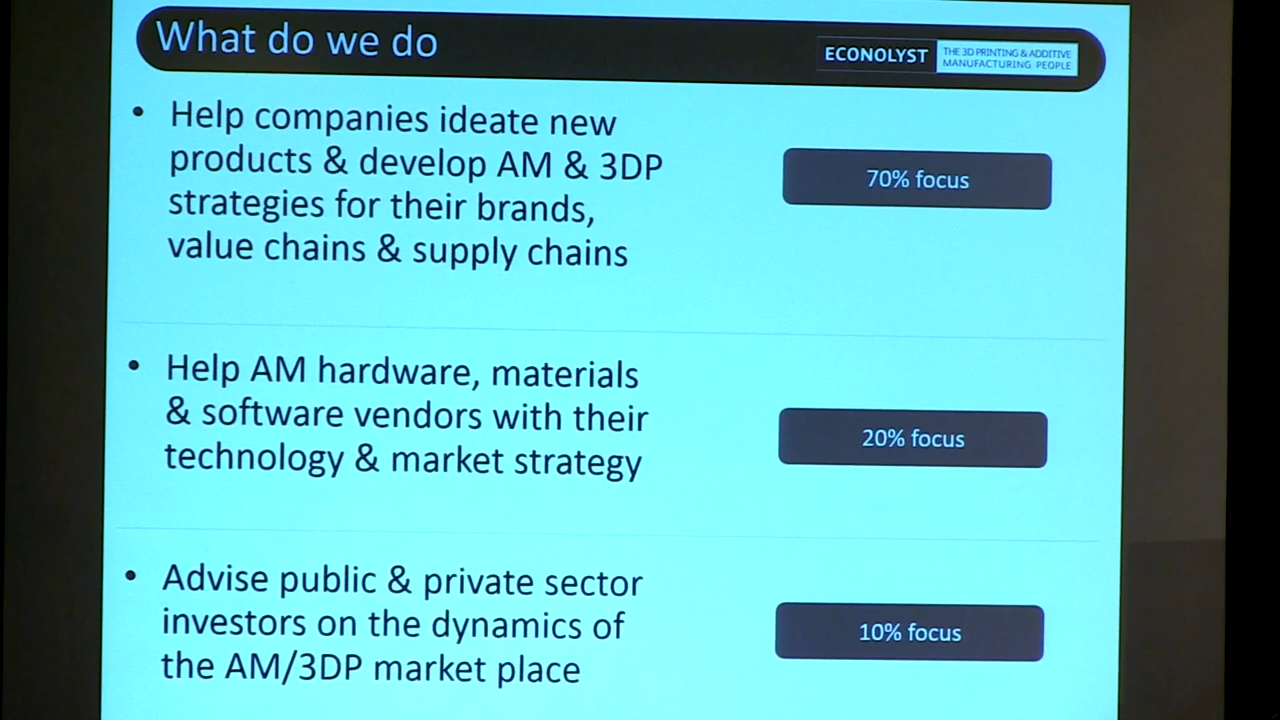 What do we do
ECONOLYST
THE 3D PRINTING & ADDITIVE
MANUFACTURING PEOPLE
• Help companies ideate new
products & develop AM & 3DP
strategies for their brands,
value chains & supply chains
70% focus
• Help AM hardware, materials
& software vendors with their
technology & market strategy
20% focus
• Advise public & private sector
investors on the dynamics of
the AM/3DP market place
10% focus